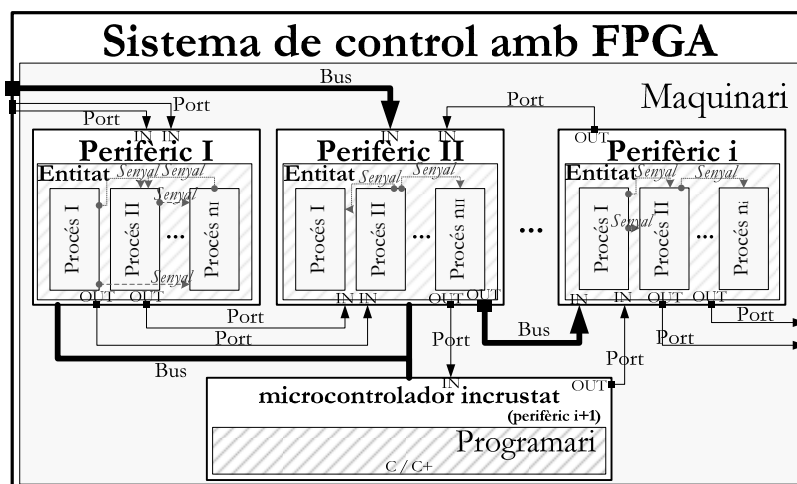 Sistema de control amb FPGA
Bus
Maquinari
Port
Port
Port
IN IN
IN
IN
OUT
Perifèric I
Perifèric II
Perifèric i
Entitat
Entitat
Entitat
Senyal
Senyal
Senyal
Senyal
Senyal
Senyal
Senyal
Senyal
Senyal
Procés I
Procés II
...
Procés nI
Procés I
Procés II
...
Procés nII
...
Procés I
Procés II
...
Procés ni
OUT
OUT
IN IN
OUT
OUT
IN
IN
OUT
OUT
Port
Port
Bus
Port
Bus
Port
Port
Port
IN
OUT
microcontrolador incrustat
(perifèric i+1)
Programari
C / C+